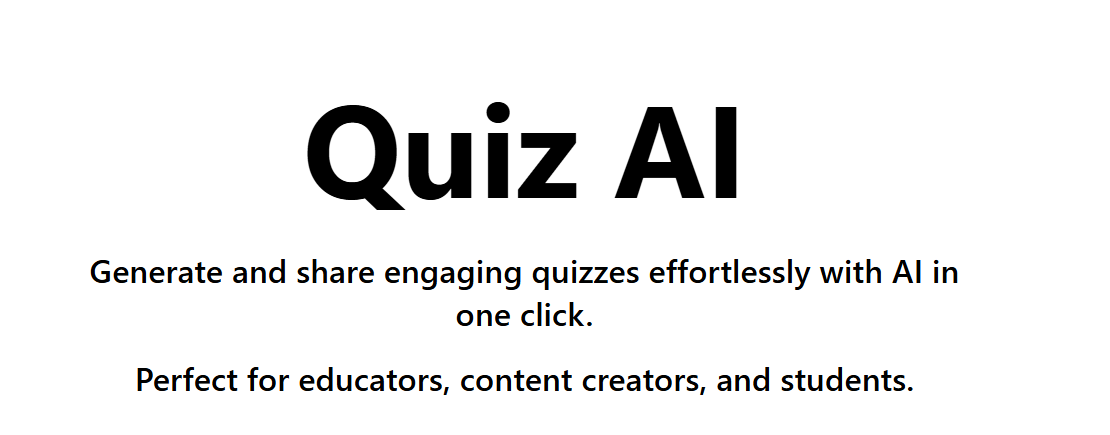 Quiz AI
Generate and share engaging quizzes effortlessly with AI in
one click.
Perfect for educators, content creators, and students.